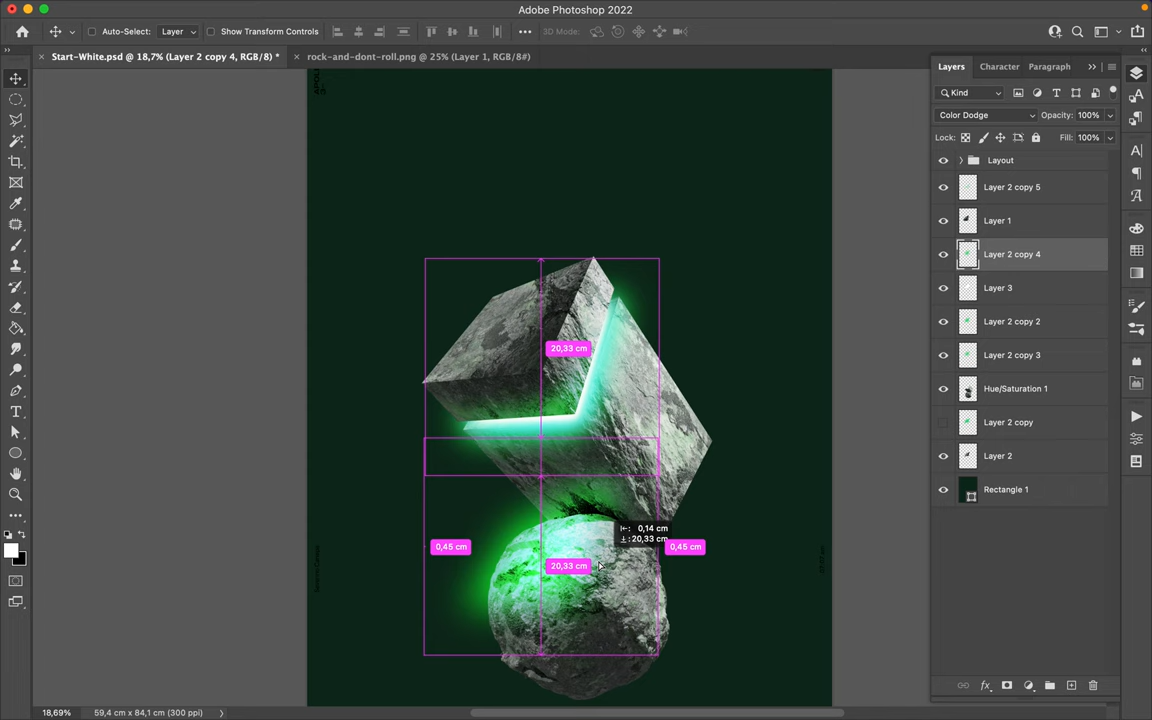 Adobe Photoshop 2022
Auto-Select:
Layer
Show Transform Controls
3D Mode:
Start-White.psd @ 18,7% (Layer 2 copy 4, RGB/8) *
rock-and-dont-roll.png @ 25% (Layer 1, RGB/8#)
Layers
Character
Paragraph
Kind
Color Dodge
Opacity: 100%
Lock:
Fill: 100%
Layout
Layer 2 copy 5
Layer 1
Layer 2 copy 4
Layer 3
Layer 2 copy 2
Layer 2 copy 3
Hue/Saturation 1
Layer 2 copy
Layer 2
Rectangle 1
20,33 cm
0,14 cm
20,33 cm
0,45 cm
0,45 cm
20,33 cm
18,69%
59,4 cm x 84,1 cm (300 ppi)